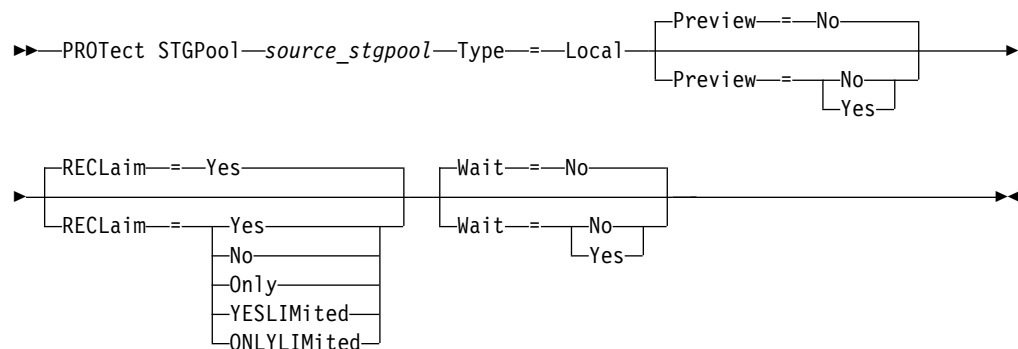 Preview = No
PROTect STGPool source_stgpool Type = Local
Preview = No
Yes
RECLaim = Yes
Wait = No
RECLaim = Yes
Wait = No
No
Yes
Only
YESLIMited
ONLYLIMited